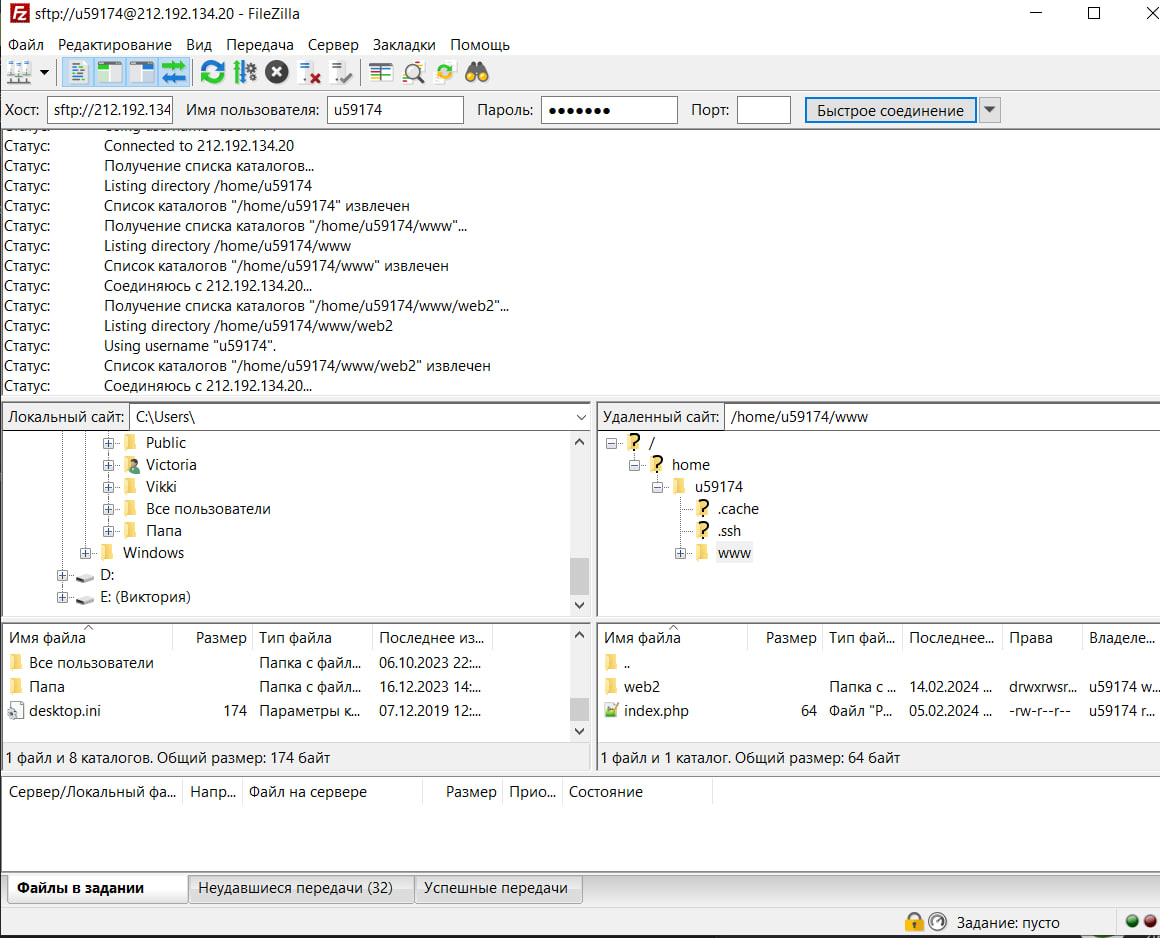 sftp://u59174@212.192.134.20 - FileZilla
Файл Редактирование Вид Передача Сервер Закладки Помощь
Хост: sftp://212.192.134 Имя пользователя: u59174 Пароль: ●●●●●●● Порт: Быстрое соединение
Статус: Using username "u59174".
Статус: Connected to 212.192.134.20
Статус: Получение списка каталогов...
Статус: Listing directory /home/u59174
Статус: Список каталогов "/home/u59174" извлечен
Статус: Получение списка каталогов "/home/u59174/www"...
Статус: Listing directory /home/u59174/www
Статус: Список каталогов "/home/u59174/www" извлечен
Статус: Соединяюсь с 212.192.134.20...
Статус: Получение списка каталогов "/home/u59174/www/web2"...
Статус: Listing directory /home/u59174/www/web2
Статус: Using username "u59174".
Статус: Список каталогов "/home/u59174/www/web2" извлечен
Статус: Соединяюсь с 212.192.134.20...
Локальный сайт: C:\Users\
Public
Victoria
Vikki
Все пользователи
Папа
Windows
D:
E: (Виктория)
Удаленный сайт: /home/u59174/www
/
home
u59174
.cache
.ssh
www
Имя файла Размер Тип файла Последнее из...
Все пользователи Папка с файл... 06.10.2023 22:...
Папа Папка с файл... 16.12.2023 14:...
desktop.ini 174 Параметры к... 07.12.2019 12:...
1 файл и 8 каталогов. Общий размер: 174 байт
Имя файла Размер Тип фай... Последнее... Права Владеле...
..
web2 Папка с ... 14.02.2024 ... drwxrwsr... u59174 w...
index.php 64 Файл "P... 05.02.2024 ... -rw-r--r-- u59174 r...
1 файл и 1 каталог. Общий размер: 64 байт
Сервер/Локальный фа... Напр... Файл на сервере Размер Прио... Состояние
Файлы в задании Неудавшиеся передачи (32) Успешные передачи
Задание: пусто